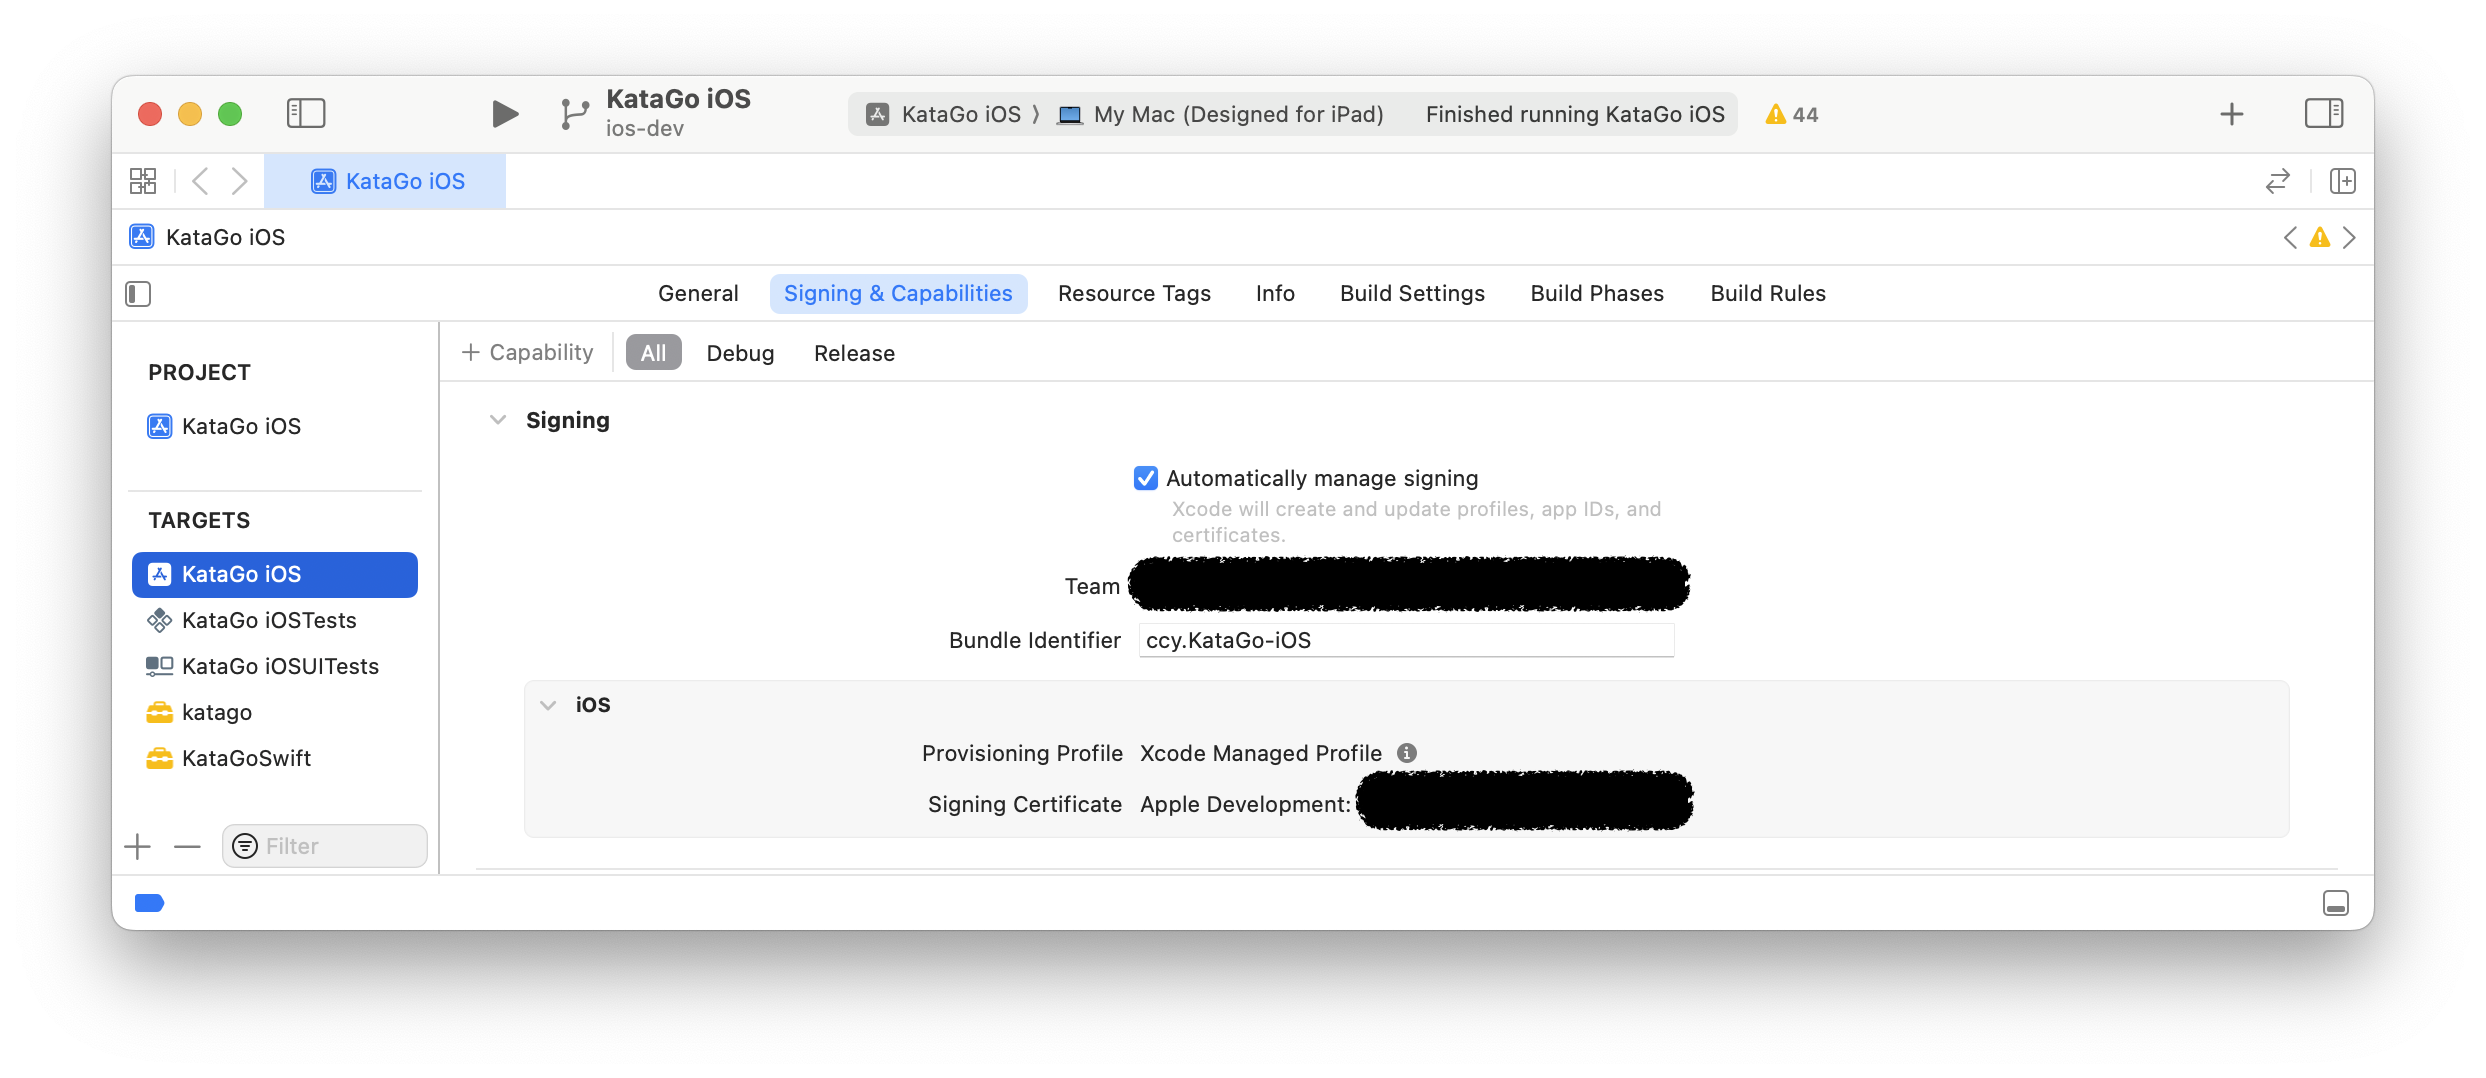 KataGo iOS
ios-dev
KataGo iOS 〉 My Mac (Designed for iPad) Finished running KataGo iOS 44
KataGo iOS
KataGo iOS
General Signing & Capabilities Resource Tags Info Build Settings Build Phases Build Rules
+ Capability All Debug Release
PROJECT
KataGo iOS
TARGETS
KataGo iOS
KataGo iOSTests
KataGo iOSUITests
katago
KataGoSwift
Filter
Signing
Automatically manage signing
Xcode will create and update profiles, app IDs, and
certificates.
Team
Bundle Identifier ccy.KataGo-iOS
iOS
Provisioning Profile Xcode Managed Profile
Signing Certificate Apple Development: